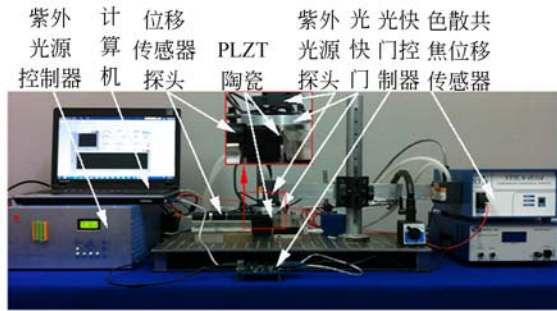 紫外
光源
控制器
计
算
机
位移
传感器
探头
PLZT
陶瓷
紫外
光源
探头
光
快
门
光快
门控
制器
色散共
焦位移
传感器